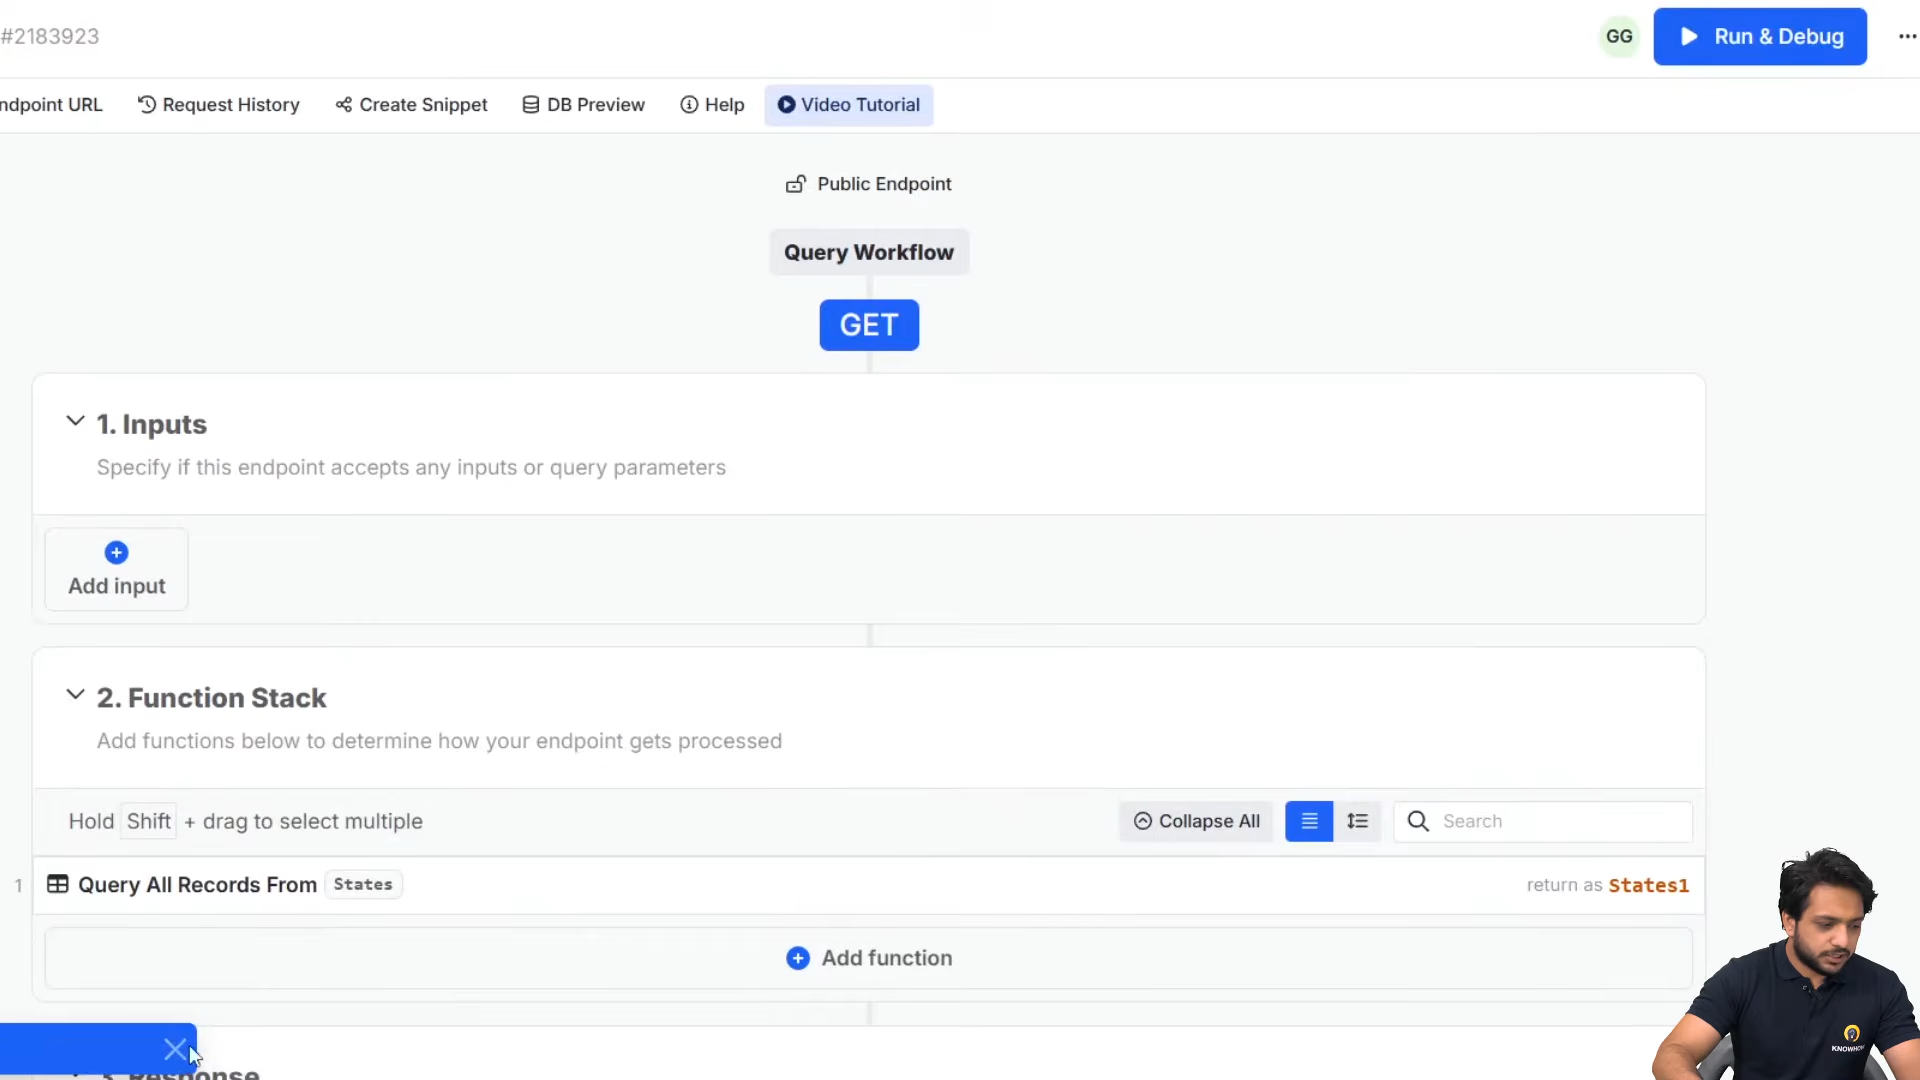 #2183923
GG
Run & Debug
ndpoint URL
Request History
Create Snippet
DB Preview
Help
Video Tutorial
Public Endpoint
Query Workflow
GET
1. Inputs
Specify if this endpoint accepts any inputs or query parameters
Add input
2. Function Stack
Add functions below to determine how your endpoint gets processed
Hold Shift + drag to select multiple
Collapse All
Search
1
Query All Records From States
return as States1
Add function
3. Response